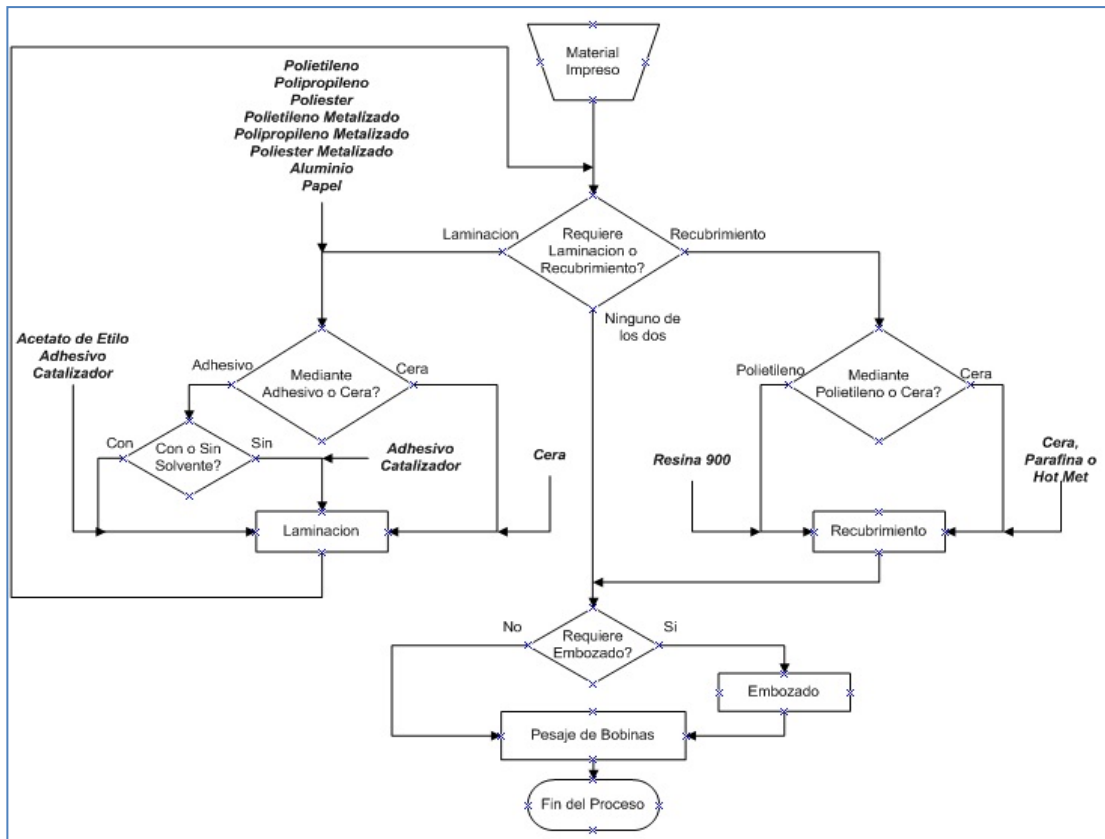 Material
Impreso
Polietileno
Polipropileno
Poliester
Polietileno Metalizado
Polipropileno Metalizado
Poliester Metalizado
Aluminio
Papel
Laminacion
Requiere
Laminacion o
Recubrimiento?
Recubrimiento
Ninguno de
los dos
Acetato de Etilo
Adhesivo
Catalizador
Adhesivo
Mediante
Adhesivo o Cera?
Cera
Con
Con o Sin
Solvente?
Sin
Adhesivo
Catalizador
Cera
Laminacion
Polietileno
Mediante
Polietileno o Cera?
Cera
Resina 900
Cera,
Parafina o
Hot Met
Recubrimiento
No
Requiere
Embozado?
Si
Embozado
Pesaje de Bobinas
Fin del Proceso